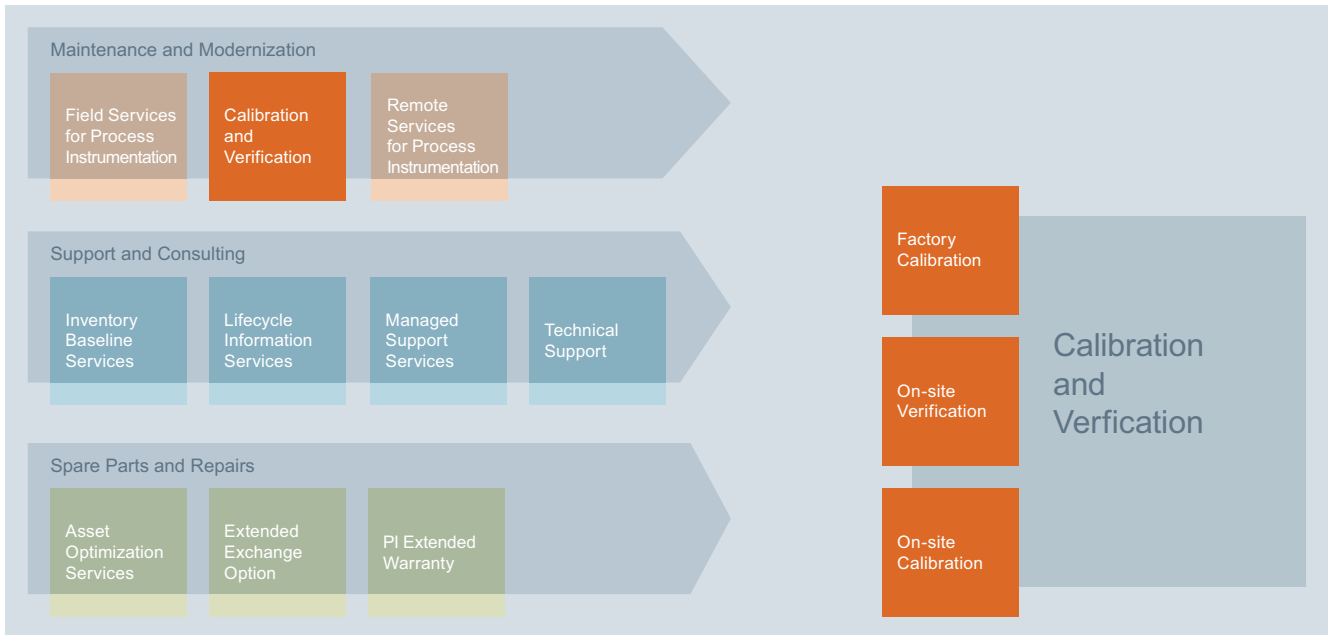 Maintenance and Modernization
Field Services
for Process
Instrumentation
Calibration
and
Verification
Remote
Services
for Process
Instrumentation
Support and Consulting
Inventory
Baseline
Services
Lifecycle
Information
Services
Managed
Support
Services
Technical
Support
Spare Parts and Repairs
Asset
Optimization
Services
Extended
Exchange
Option
PI Extended
Warranty
Factory
Calibration
On-site
Verification
On-site
Calibration
Calibration
and
Verfication